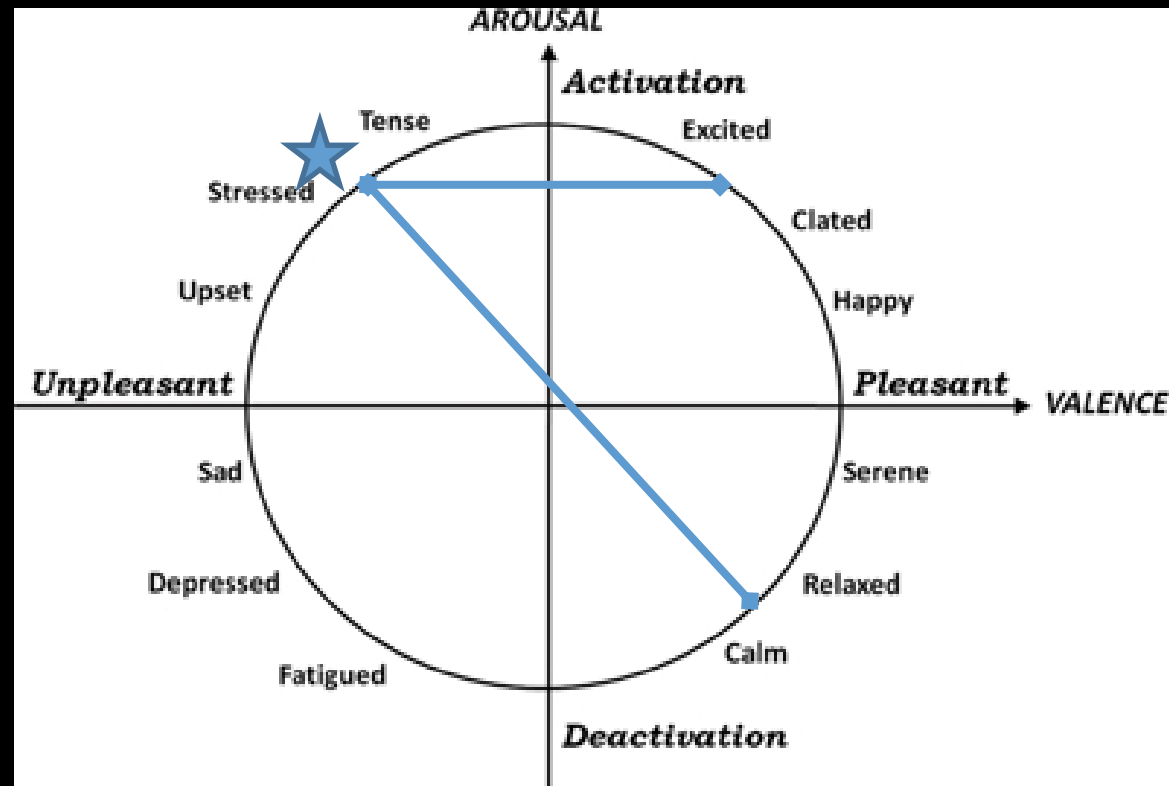 AROUSAL
Activation
Tense
Excited
Stressed
Clated
Upset
Happy
Unpleasant
Pleasant
VALENCE
Sad
Serene
Depressed
Relaxed
Calm
Fatigued
Deactivation